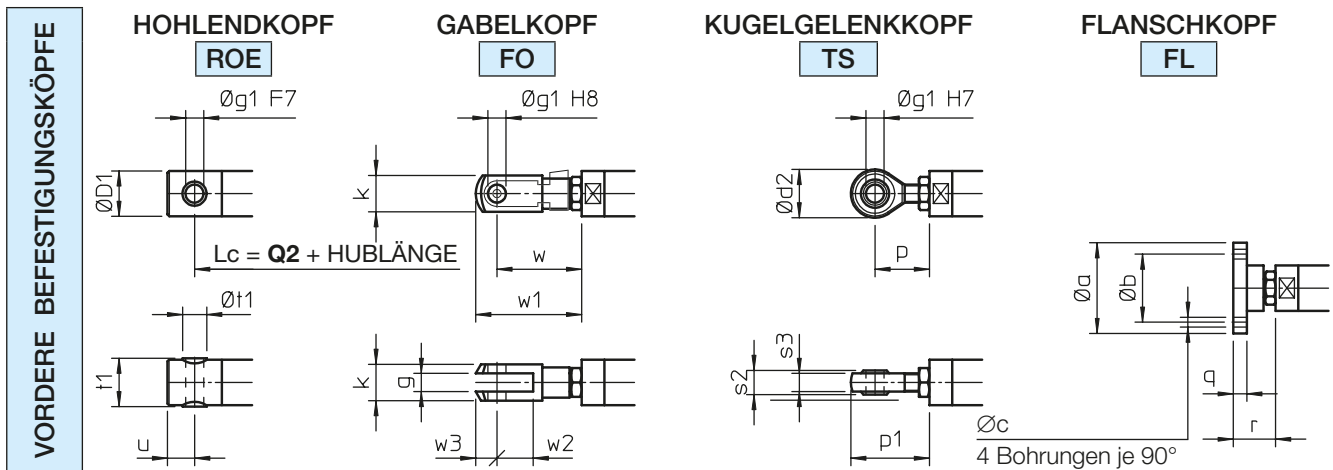 VORDERE BEFESTIGUNGSKÖPFE
HOHLENDKOPF
ROE
Øg1 F7
ØD1
Lc = Q2 + HUBLÄNGE
Øt1
t1
u
GABELKOPF
FO
Øg1 H8
k
w
w1
k
g
w3
w2
KUGELGELENKKOPF
TS
Øg1 H7
Ød2
p
s3
s2
p1
FLANSCHKOPF
FL
Øa
Øb
q
r
Øc
4 Bohrungen je 90°